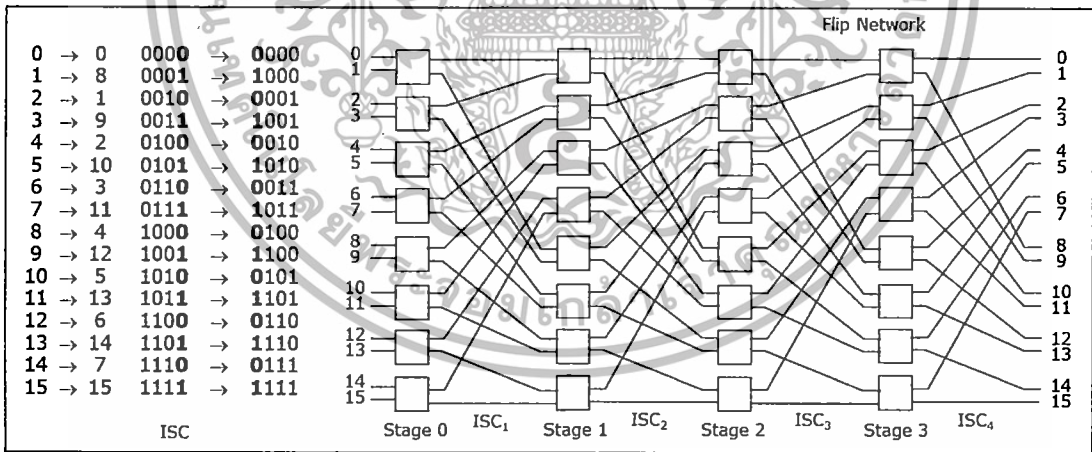 Flip Network
0 → 0 0000 → 0000
1 → 8 0001 → 1000
2 → 1 0010 → 0001
3 → 9 0011 → 1001
4 → 2 0100 → 0010
5 → 10 0101 → 1010
6 → 3 0110 → 0011
7 → 11 0111 → 1011
8 → 4 1000 → 0100
9 → 12 1001 → 1100
10 → 5 1010 → 0101
11 → 13 1011 → 1101
12 → 6 1100 → 0110
13 → 14 1101 → 1110
14 → 7 1110 → 0111
15 → 15 1111 → 1111
ISC
0
1
2
3
4
5
6
7
8
9
10
11
12
13
14
15
Stage 0
ISC₁
Stage 1
ISC₂
Stage 2
ISC₃
Stage 3
ISC₄
0
1
2
3
4
5
6
7
8
9
10
11
12
13
14
15